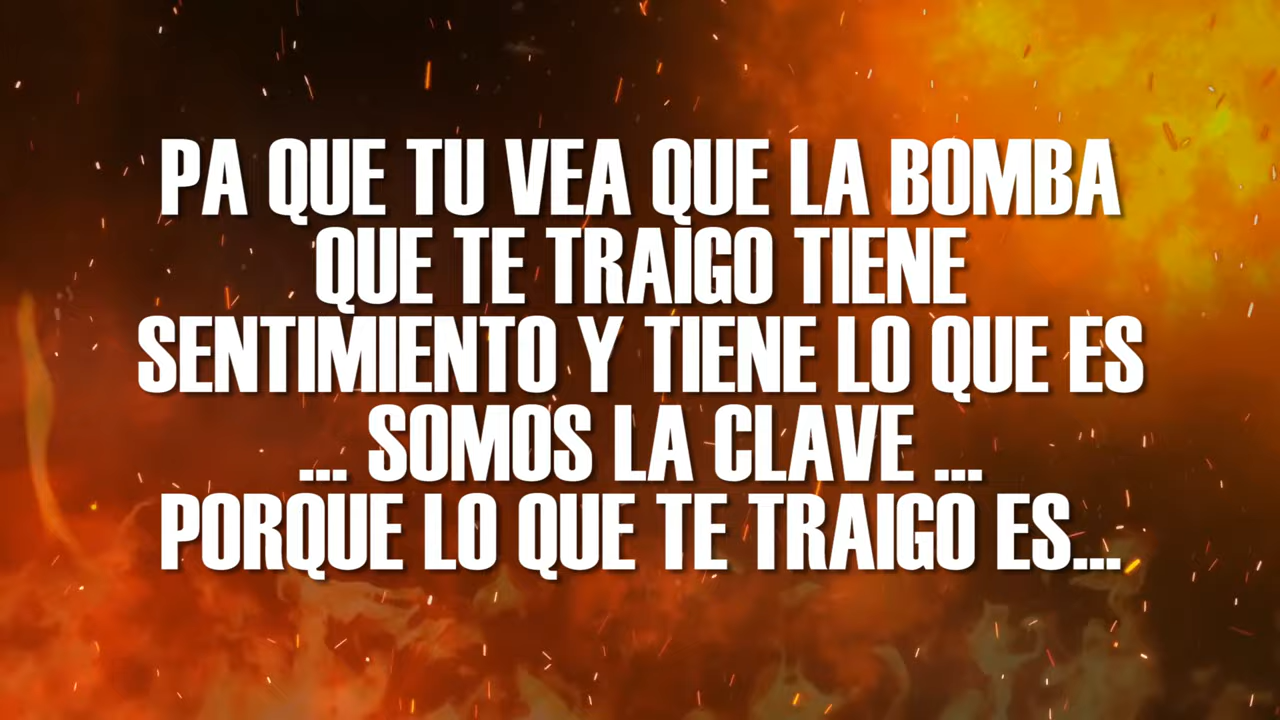 PA QUE TU VEA QUE LA BOMBA
QUE TE TRAIGO TIENE
SENTIMIENTO Y TIENE LO QUE ES
... SOMOS LA CLAVE ...
PORQUE LO QUE TE TRAIGO ES...